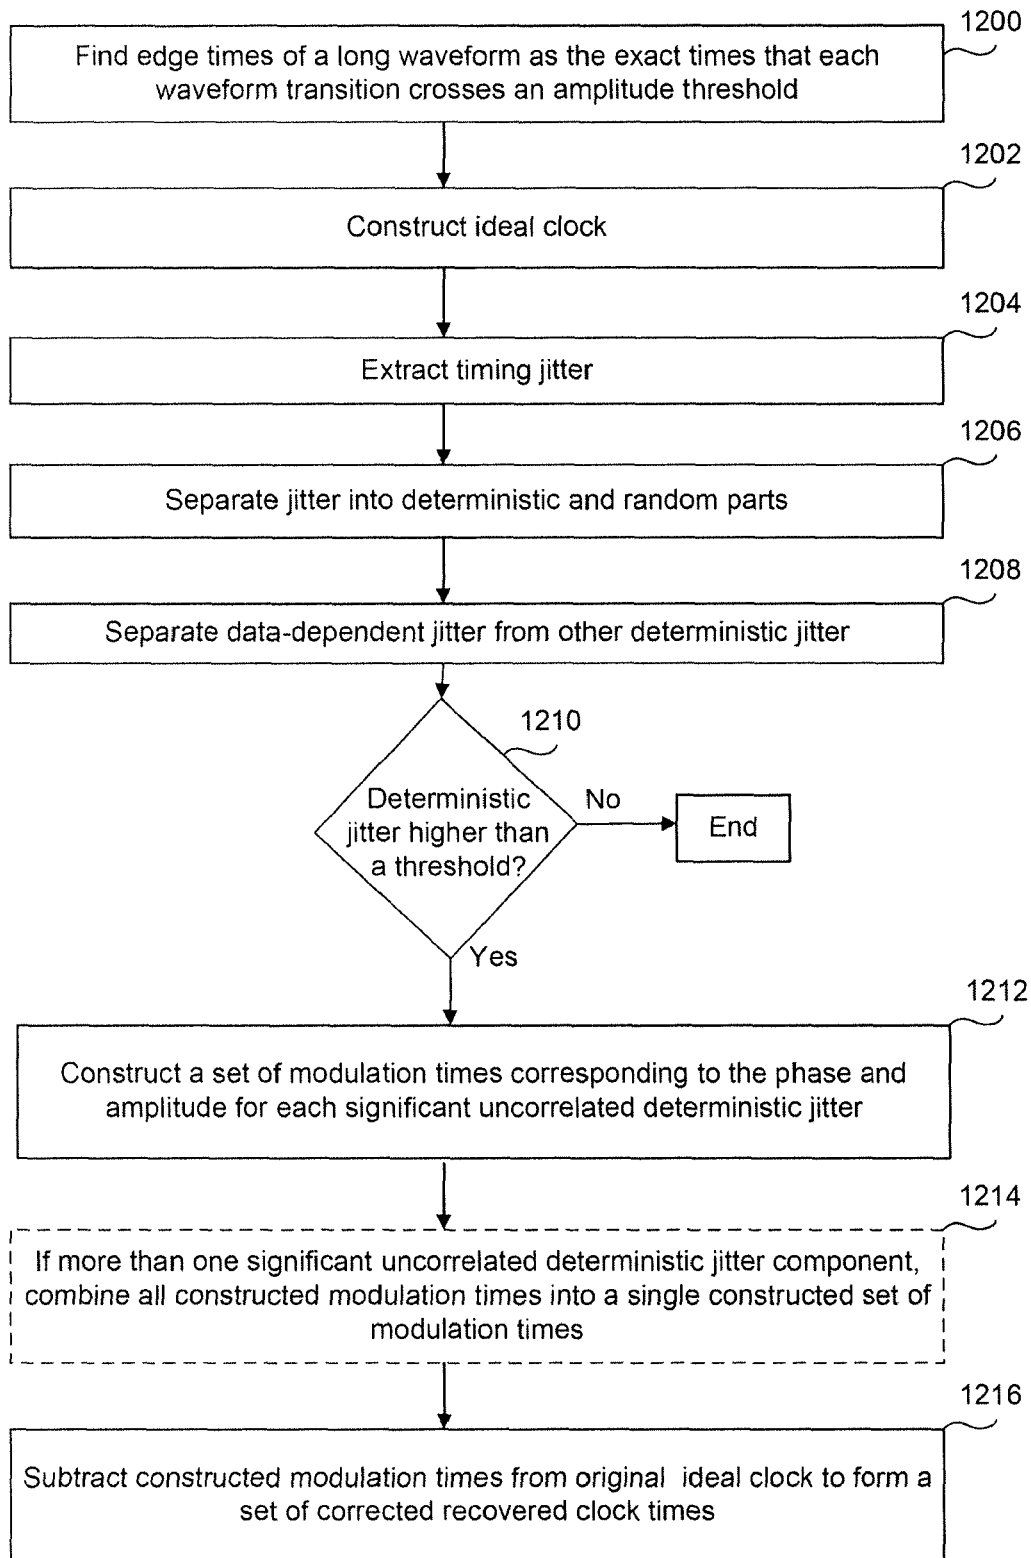 1200
Find edge times of a long waveform as the exact times that each
waveform transition crosses an amplitude threshold
1202
Construct ideal clock
1204
Extract timing jitter
1206
Separate jitter into deterministic and random parts
1208
Separate data-dependent jitter from other deterministic jitter
1210
Deterministic
jitter higher than
a threshold?
No
End
Yes
1212
Construct a set of modulation times corresponding to the phase and
amplitude for each significant uncorrelated deterministic jitter
1214
If more than one significant uncorrelated deterministic jitter component,
combine all constructed modulation times into a single constructed set of
modulation times
1216
Subtract constructed modulation times from original ideal clock to form a
set of corrected recovered clock times